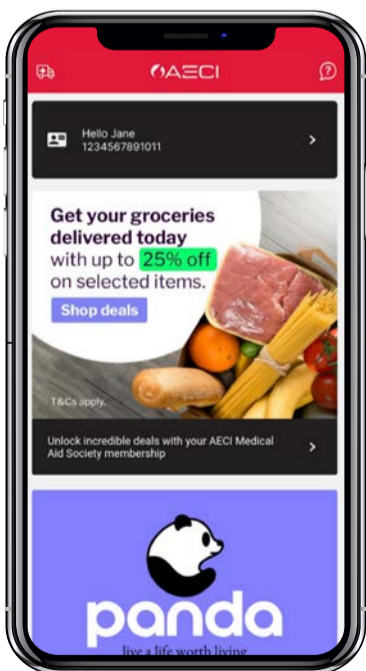 AECI
Hello Jane
1234567891011
Get your groceries
delivered today
with up to 25% off
on selected items.
Shop deals
T&Cs apply.
Unlock incredible deals with your AECI Medical
Aid Society membership
panda
live a life worth living